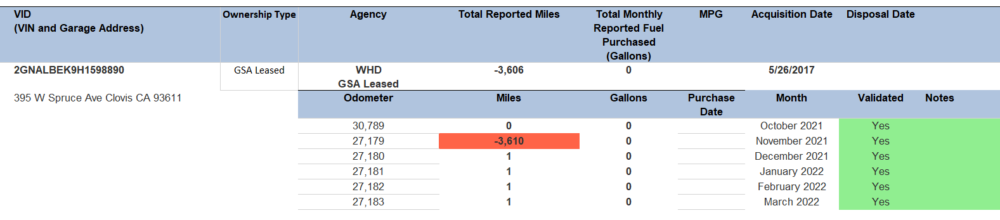 VID Ownership Type Agency Total Reported Miles Total Monthly MPG Acquisition Date Disposal Date
(VIN and Garage Address) Reported Fuel
Purchased
(Gallons)
2GNALBEK9H1598890 GSA Leased WHD -3,606 0 5/26/2017
GSA Leased
395 W Spruce Ave Clovis CA 93611 Odometer Miles Gallons Purchase Month Validated Notes
Date
30,789 0 0 October 2021 Yes
27,179 -3,610 0 November 2021 Yes
27,180 1 0 December 2021 Yes
27,181 1 0 January 2022 Yes
27,182 1 0 February 2022 Yes
27,183 1 0 March 2022 Yes